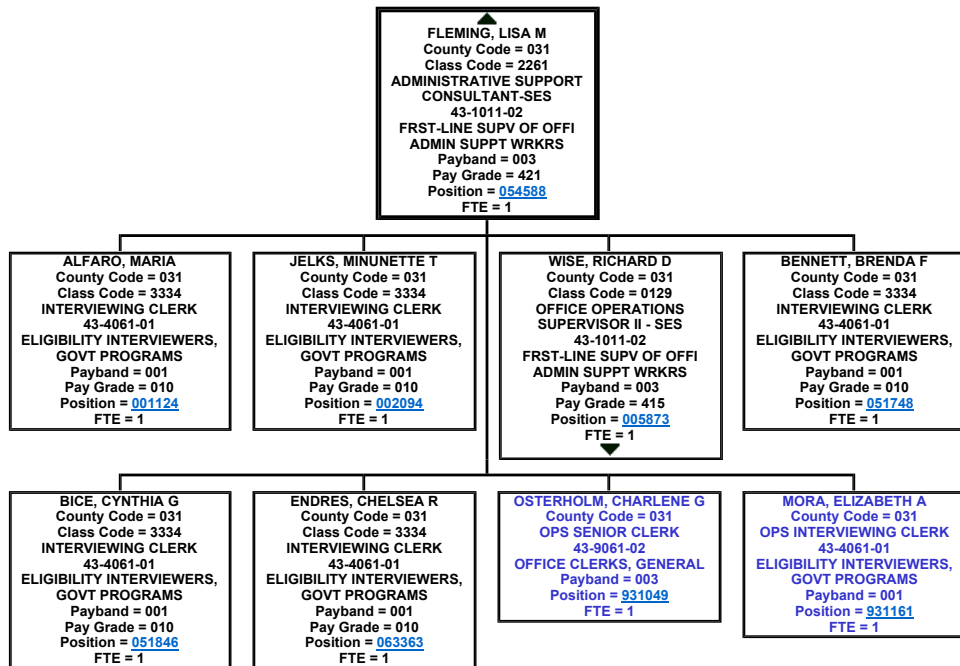 FLEMING, LISA M
County Code = 031
Class Code = 2261
ADMINISTRATIVE SUPPORT
CONSULTANT-SES
43-1011-02
FRST-LINE SUPV OF OFFI
ADMIN SUPPT WRKRS
Payband = 003
Pay Grade = 421
Position = 054588
FTE = 1
ALFARO, MARIA
County Code = 031
Class Code = 3334
INTERVIEWING CLERK
43-4061-01
ELIGIBILITY INTERVIEWERS,
GOVT PROGRAMS
Payband = 001
Pay Grade = 010
Position = 001124
FTE = 1
JELKS, MINUNETTE T
County Code = 031
Class Code = 3334
INTERVIEWING CLERK
43-4061-01
ELIGIBILITY INTERVIEWERS,
GOVT PROGRAMS
Payband = 001
Pay Grade = 010
Position = 002094
FTE = 1
WISE, RICHARD D
County Code = 031
Class Code = 0129
OFFICE OPERATIONS
SUPERVISOR II - SES
43-1011-02
FRST-LINE SUPV OF OFFI
ADMIN SUPPT WRKRS
Payband = 003
Pay Grade = 415
Position = 005873
FTE = 1
BENNETT, BRENDA F
County Code = 031
Class Code = 3334
INTERVIEWING CLERK
43-4061-01
ELIGIBILITY INTERVIEWERS,
GOVT PROGRAMS
Payband = 001
Pay Grade = 010
Position = 051748
FTE = 1
BICE, CYNTHIA G
County Code = 031
Class Code = 3334
INTERVIEWING CLERK
43-4061-01
ELIGIBILITY INTERVIEWERS,
GOVT PROGRAMS
Payband = 001
Pay Grade = 010
Position = 051846
FTE = 1
ENDRES, CHELSEA R
County Code = 031
Class Code = 3334
INTERVIEWING CLERK
43-4061-01
ELIGIBILITY INTERVIEWERS,
GOVT PROGRAMS
Payband = 001
Pay Grade = 010
Position = 063363
FTE = 1
OSTERHOLM, CHARLENE G
County Code = 031
OPS SENIOR CLERK
43-9061-02
OFFICE CLERKS, GENERAL
Payband = 003
Position = 931049
FTE = 1
MORA, ELIZABETH A
County Code = 031
OPS INTERVIEWING CLERK
43-4061-01
ELIGIBILITY INTERVIEWERS,
GOVT PROGRAMS
Payband = 001
Position = 931161
FTE = 1